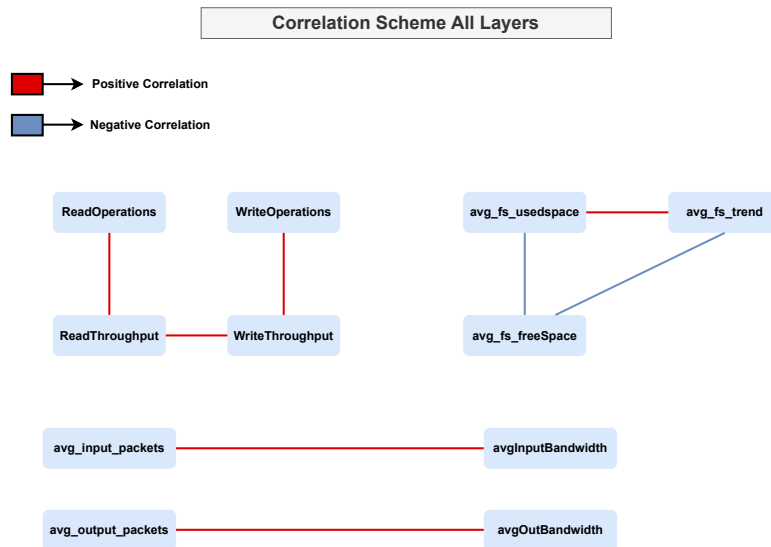 Correlation Scheme All Layers
Positive Correlation
Negative Correlation
ReadOperations
WriteOperations
avg_fs_usedspace
avg_fs_trend
ReadThroughput
WriteThroughput
avg_fs_freeSpace
avg_input_packets
avgInputBandwidth
avg_output_packets
avgOutBandwidth